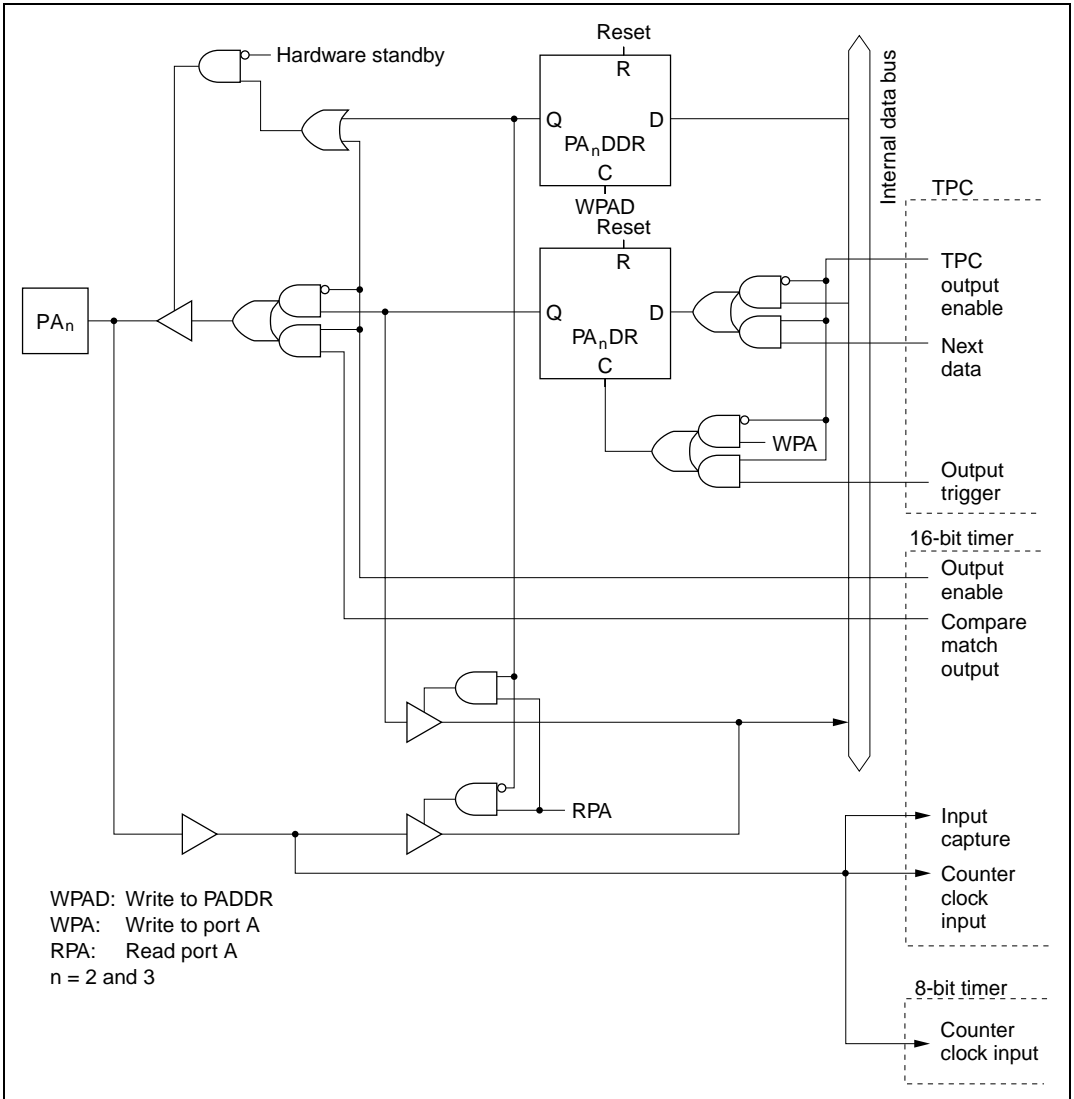 Reset
Hardware standby
R
Q
D
PAnDDR
C
WPAD
Internal data bus
TPC
Reset
R
TPC
output
enable
PAn
Q
D
PAnDR
C
Next
data
WPA
Output
trigger
16-bit timer
Output
enable
Compare
match
output
RPA
Input
capture
Counter
clock
input
WPAD: Write to PADDR
WPA: Write to port A
RPA: Read port A
n = 2 and 3
8-bit timer
Counter
clock input